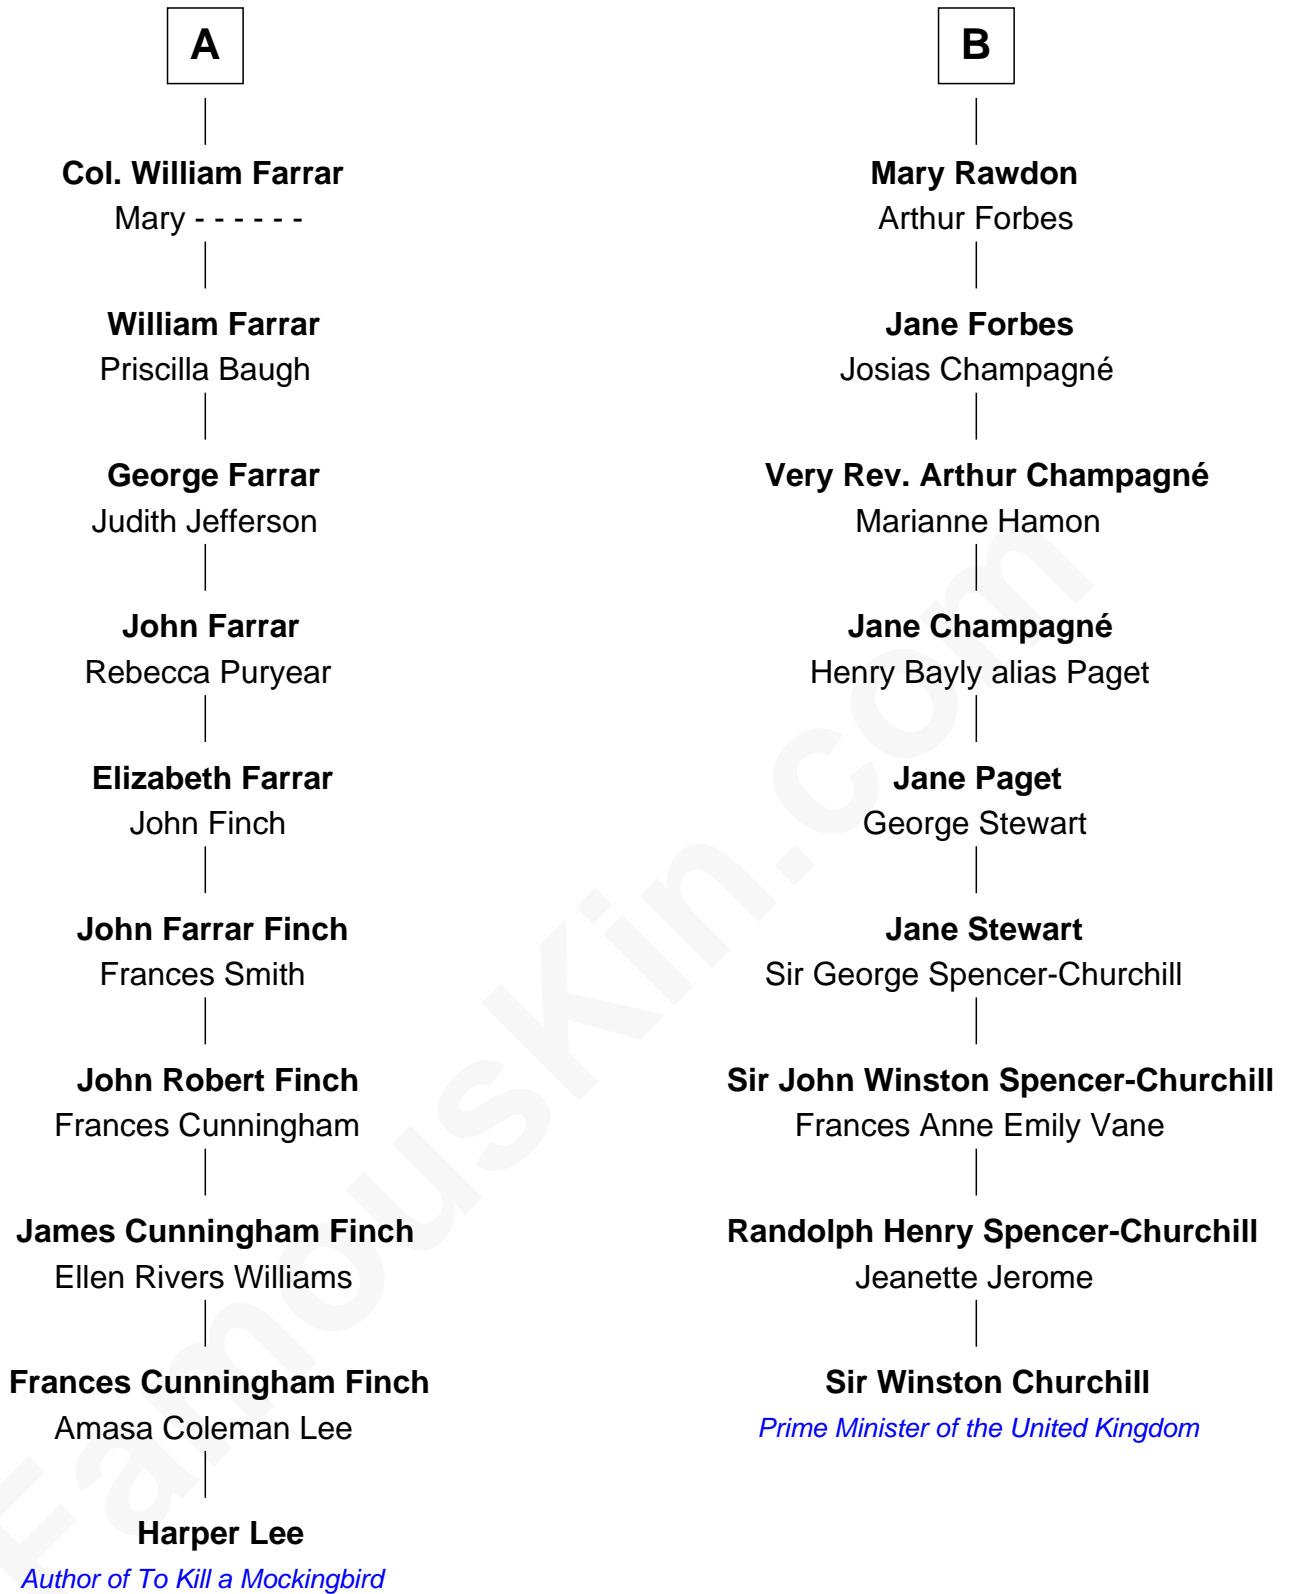 A
Col. William Farrar
Mary - - - - - -
William Farrar
Priscilla Baugh
George Farrar
Judith Jefferson
John Farrar
Rebecca Puryear
Elizabeth Farrar
John Finch
John Farrar Finch
Frances Smith
John Robert Finch
Frances Cunningham
James Cunningham Finch
Ellen Rivers Williams
Frances Cunningham Finch
Amasa Coleman Lee
Harper Lee
Author of To Kill a Mockingbird
B
Mary Rawdon
Arthur Forbes
Jane Forbes
Josias Champagné
Very Rev. Arthur Champagné
Marianne Hamon
Jane Champagné
Henry Bayly alias Paget
Jane Paget
George Stewart
Jane Stewart
Sir George Spencer-Churchill
Sir John Winston Spencer-Churchill
Frances Anne Emily Vane
Randolph Henry Spencer-Churchill
Jeanette Jerome
Sir Winston Churchill
Prime Minister of the United Kingdom
FamousKin.com